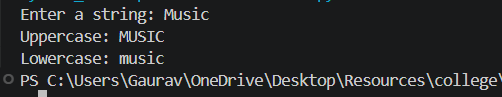 Enter a string: Music
Uppercase: MUSIC
Lowercase: music
PS C:\Users\Gaurav\OneDrive\Desktop\Resources\college\